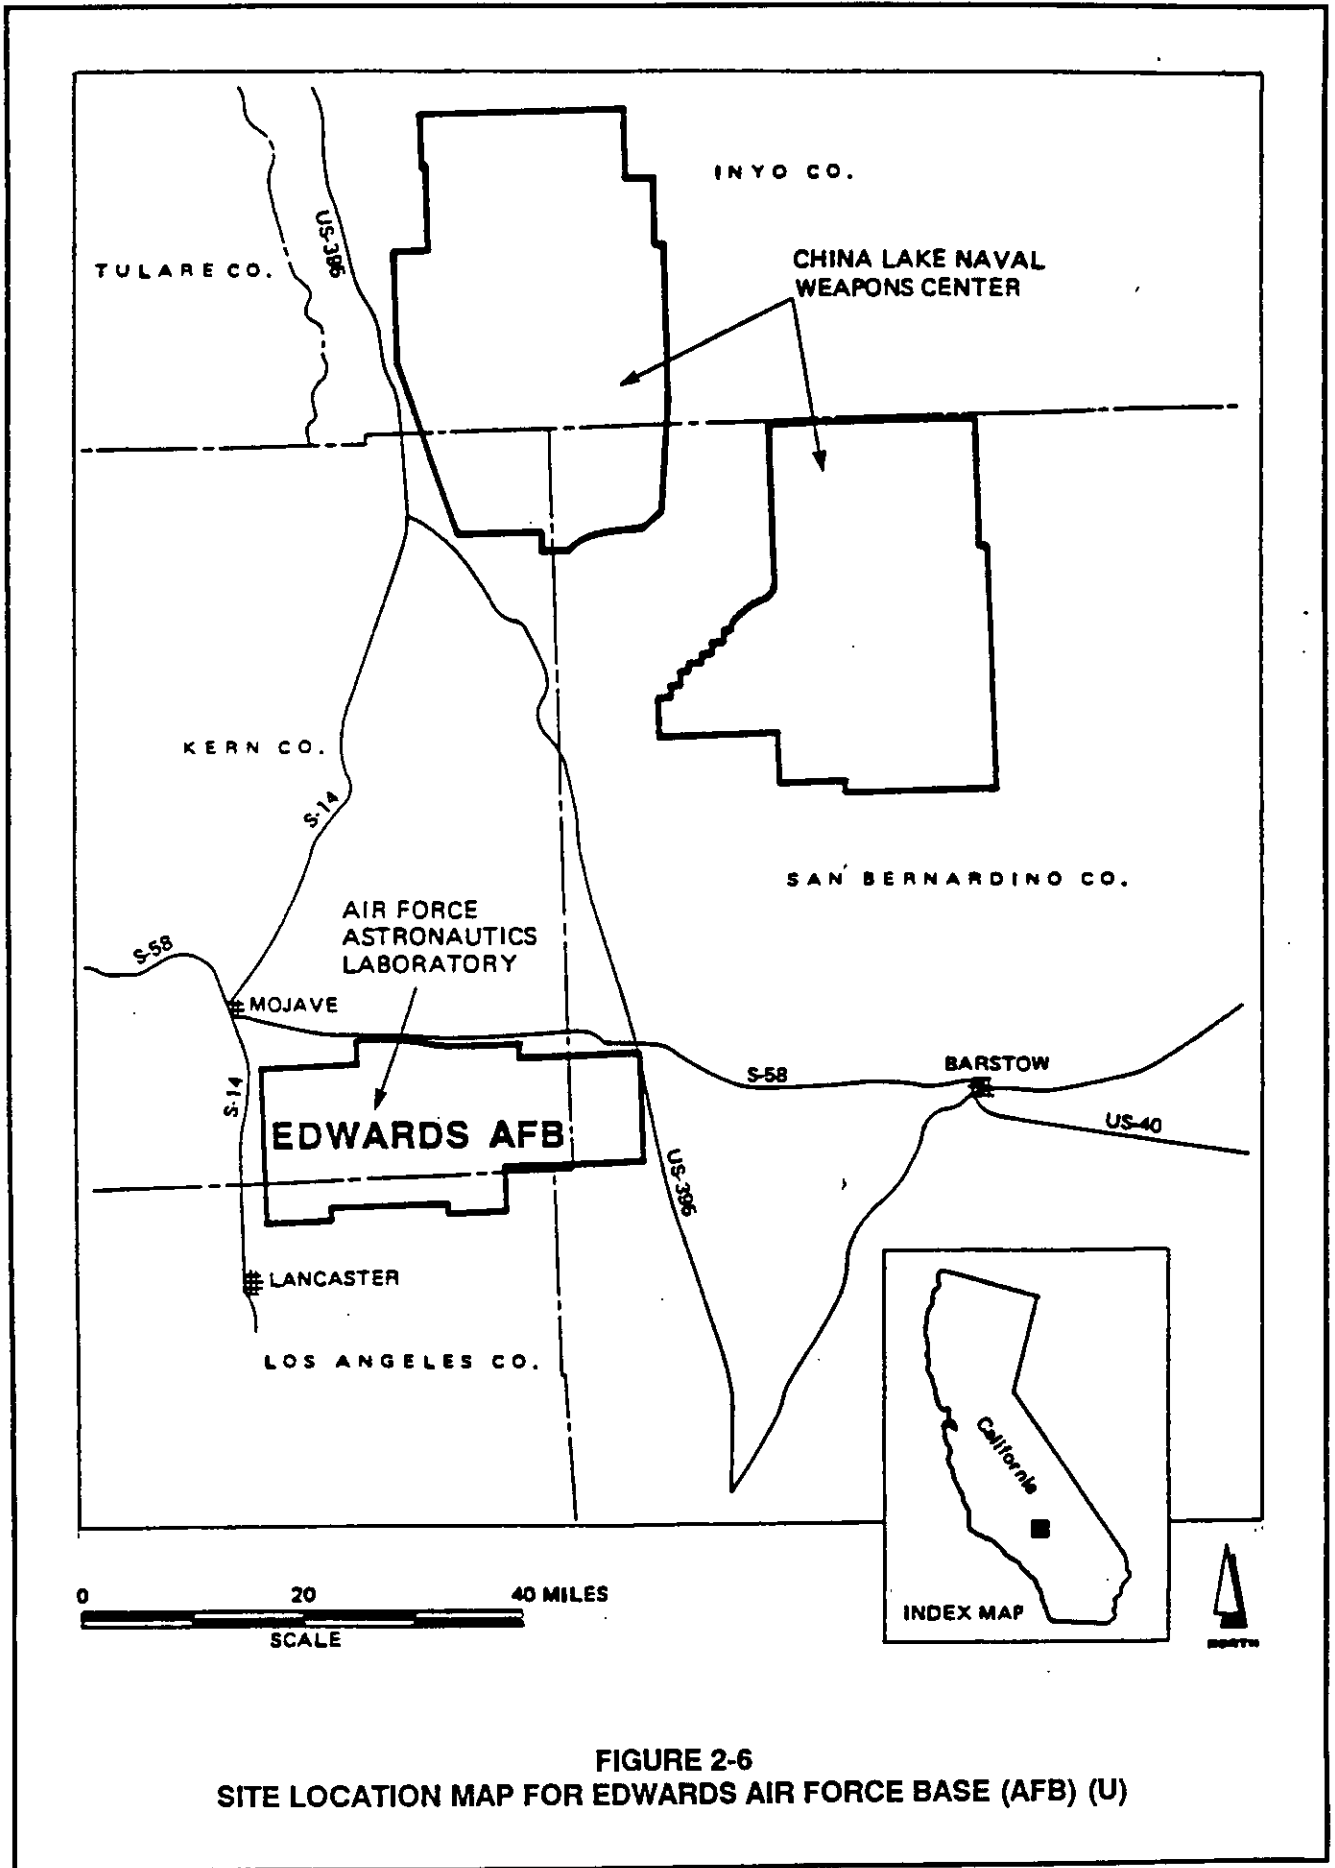 INYO CO.
US-395
TULARE CO.
CHINA LAKE NAVAL
WEAPONS CENTER
KERN CO.
S-14
SAN BERNARDINO CO.
AIR FORCE
ASTRONAUTICS
LABORATORY
S-58
MOJAVE
BARSTOW
S-58
S-14
EDWARDS AFB
US-40
US-395
LANCASTER
LOS ANGELES CO.
California
INDEX MAP
NORTH
0 20 40 MILES
SCALE
FIGURE 2-6
SITE LOCATION MAP FOR EDWARDS AIR FORCE BASE (AFB) (U)